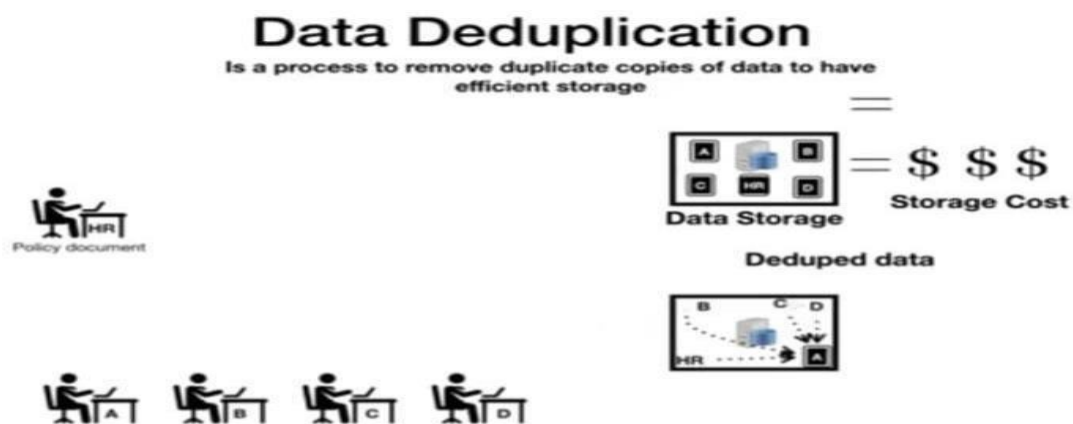 Data Deduplication
Is a process to remove duplicate copies of data to have
efficient storage
=
A B
C HR D
= $ $ $
Data Storage
Storage Cost
HR
Policy document
Deduped data
B C D
HR A
A B C D